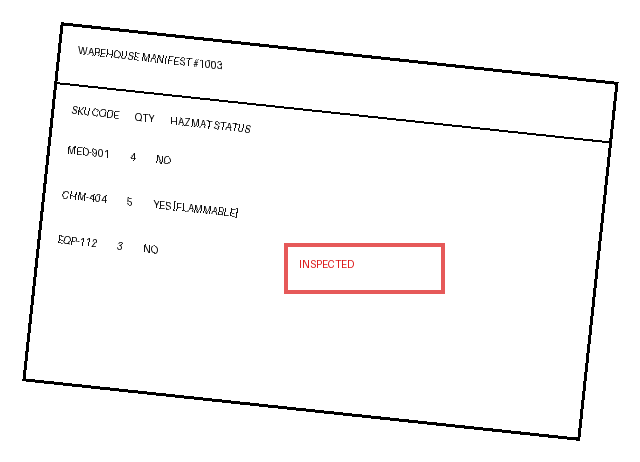 WAREHOUSE MANIFEST #1003
SKU CODE QTY HAZMAT STATUS
MED-901 4 NO
CHM-404 5 YES [FLAMMABLE]
EQP-112 3 NO
INSPECTED